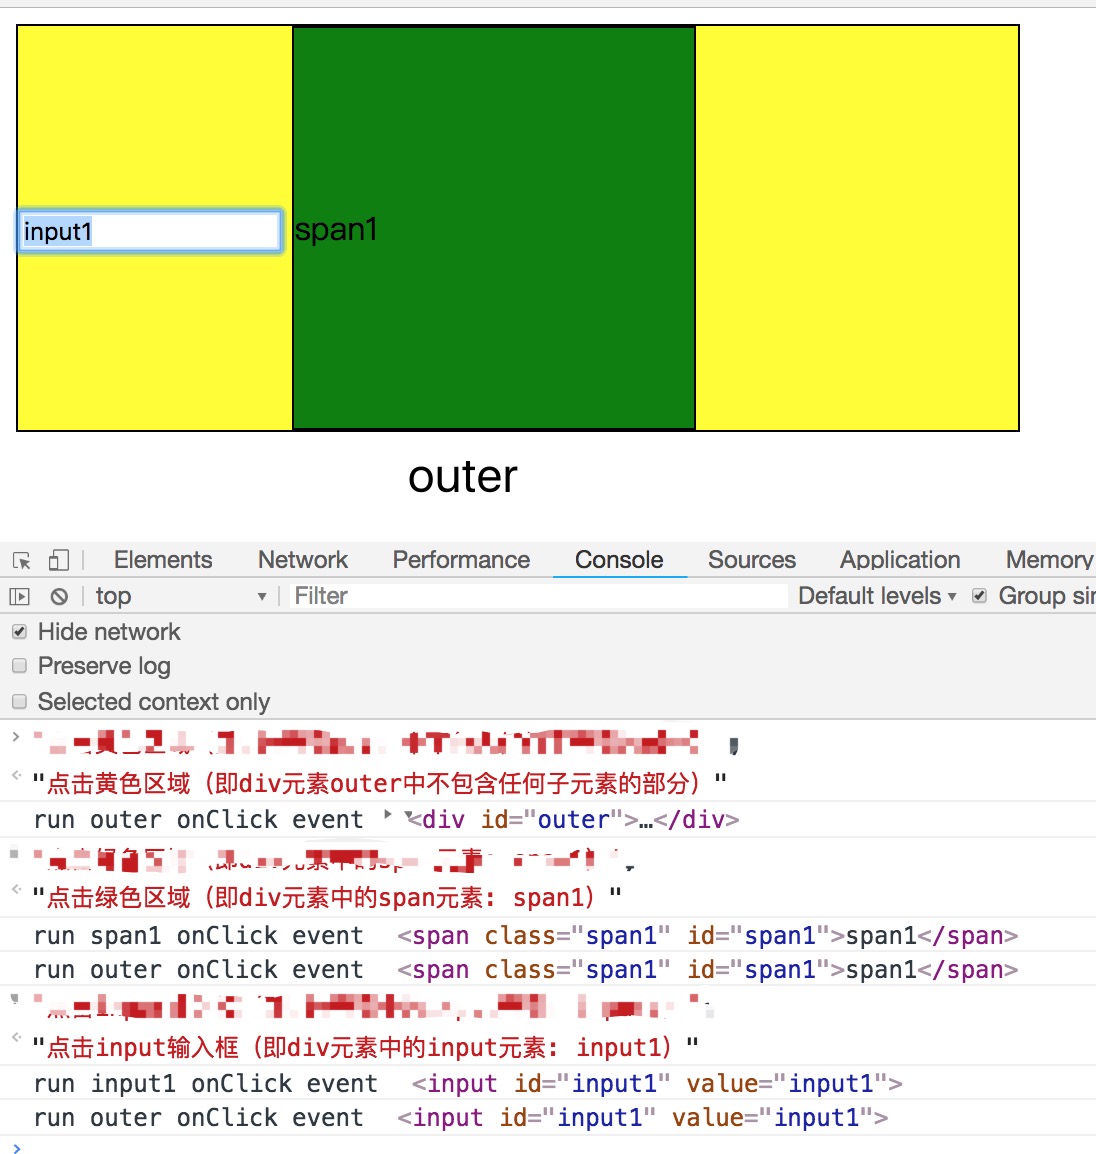 input1
span1
outer
Elements Network Performance Console Sources Application Memory
top Filter Default levels Group sin
Hide network
Preserve log
Selected context only
"点击黄色区域（即div元素outer中不包含任何子元素的部分）"
run outer onClick event <div id="outer">…</div>
"点击绿色区域（即div元素中的span元素: span1）"
run span1 onClick event <span class="span1" id="span1">span1</span>
run outer onClick event <span class="span1" id="span1">span1</span>
"点击input输入框（即div元素中的input元素: input1）"
run input1 onClick event <input id="input1" value="input1">
run outer onClick event <input id="input1" value="input1">